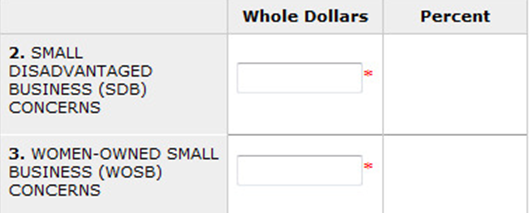 Whole Dollars Percent
2. SMALL
DISADVANTAGED
BUSINESS (SDB)
CONCERNS
*
3. WOMEN-OWNED SMALL
BUSINESS (WOSB)
CONCERNS
*